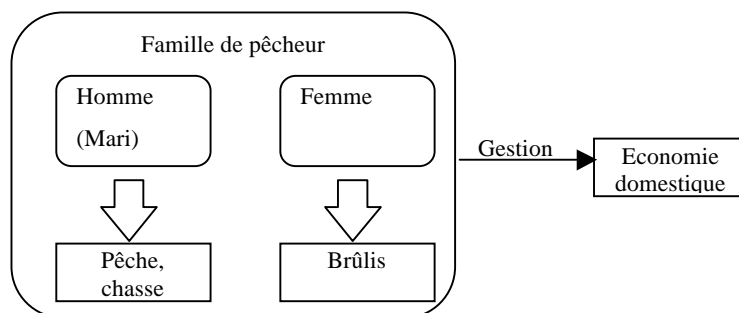 Famille de pêcheur
Homme
(Mari)
Femme
Pêche,
chasse
Brûlis
Gestion
Economie
domestique